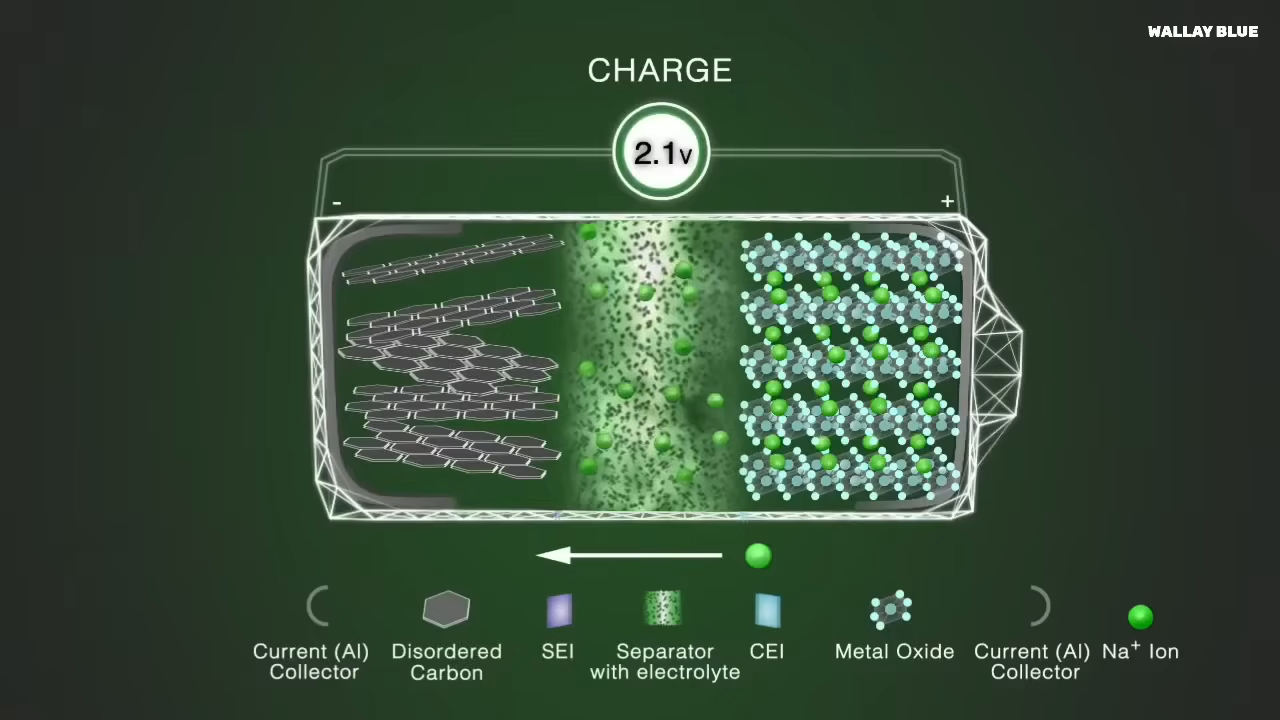 WALLAY BLUE
CHARGE
2.1v
- +
Current (Al) Collector
Disordered Carbon
SEI
Separator with electrolyte
CEI
Metal Oxide
Current (Al) Collector
Na⁺ Ion